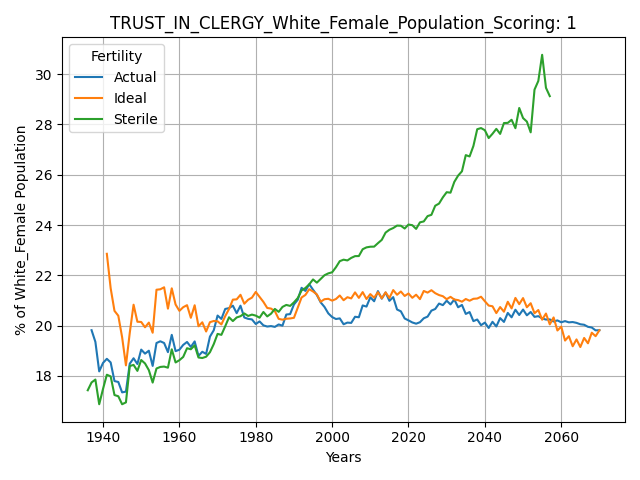 TRUST_IN_CLERGY_White_Female_Population_Scoring: 1
Fertility
Actual
Ideal
Sterile
% of White_Female Population
30
28
26
24
22
20
18
1940 1960 1980 2000 2020 2040 2060
Years